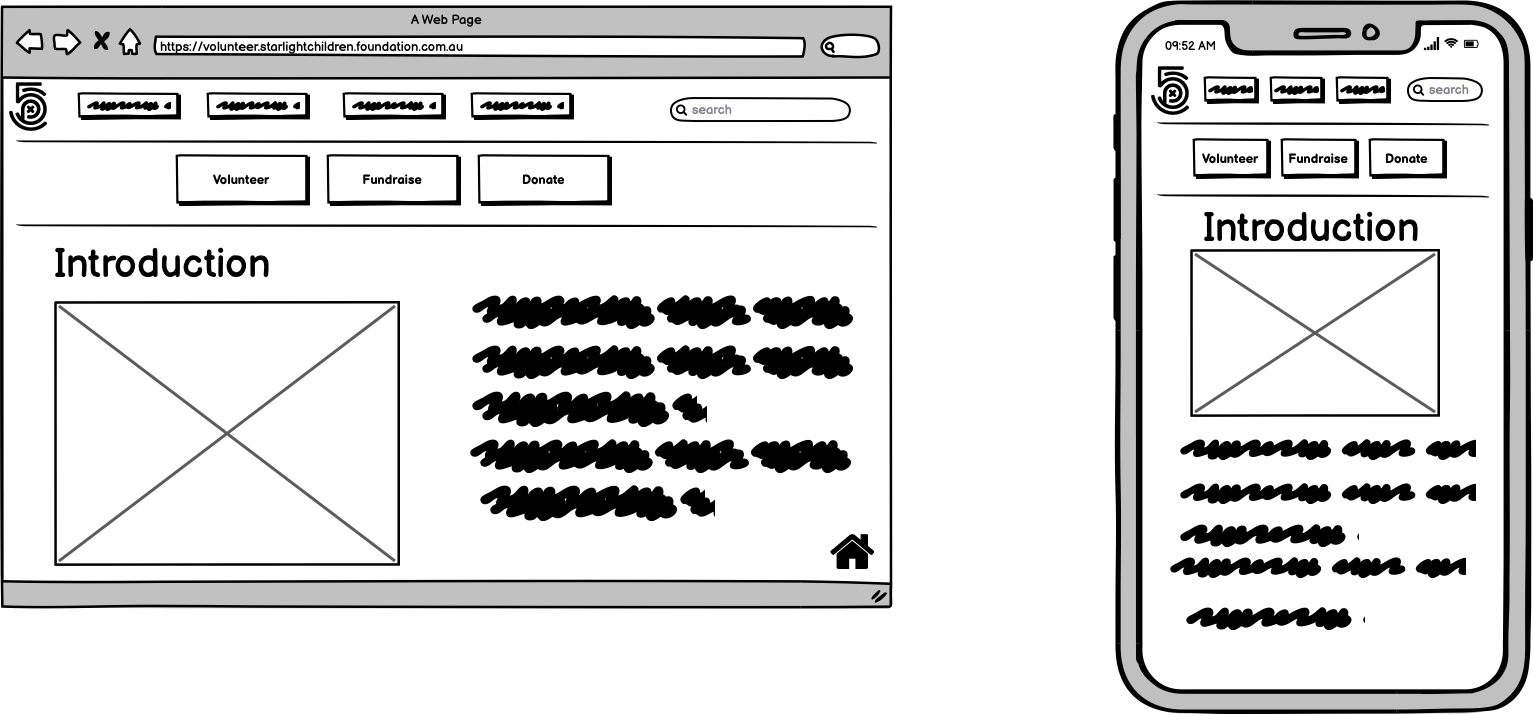 A Web Page
https://volunteer.starlightchildren.foundation.com.au
search
Volunteer Fundraise Donate
Introduction
09:52 AM
search
Volunteer Fundraise Donate
Introduction